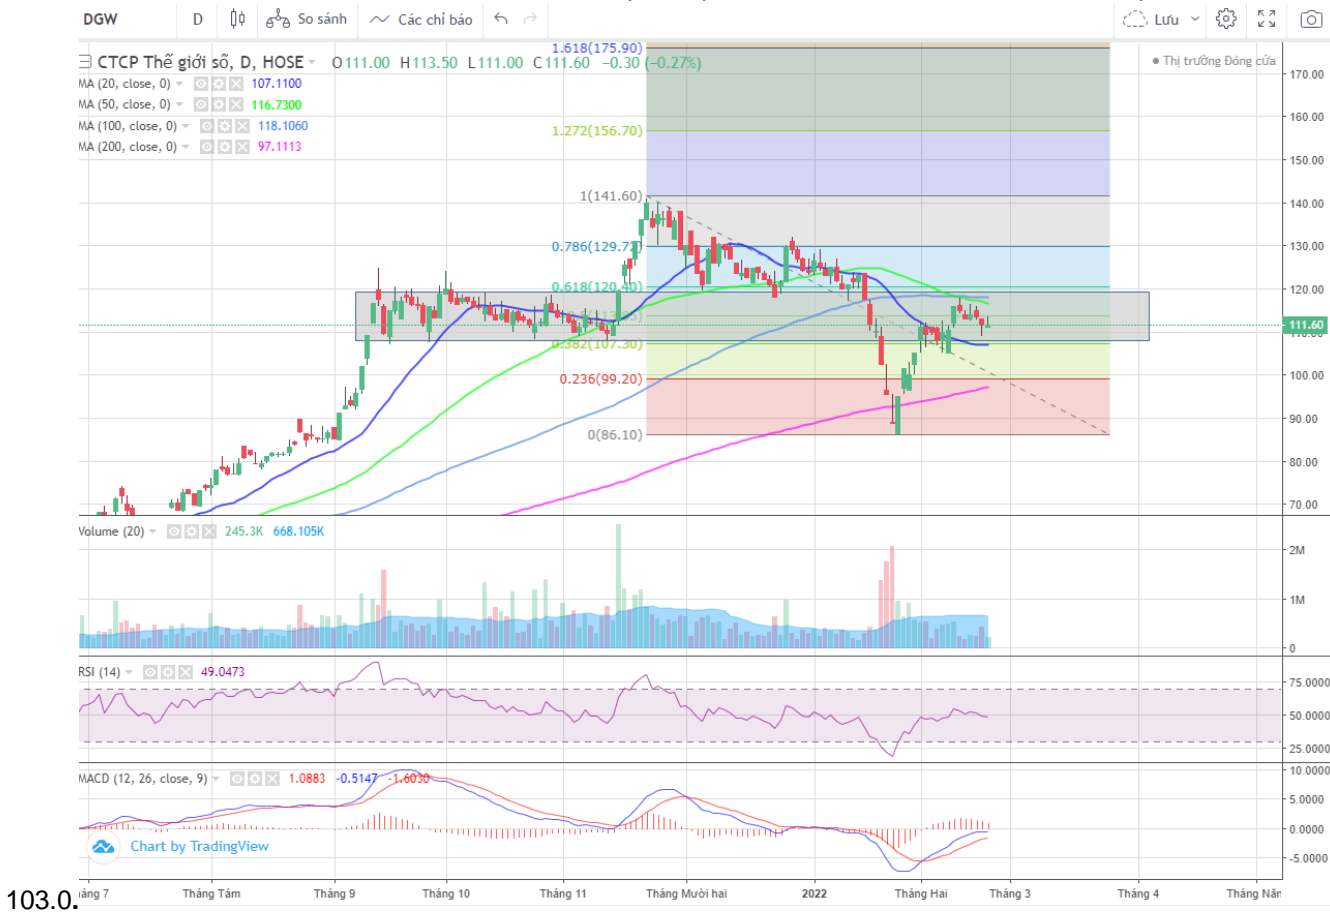 DGW D So sánh Các chỉ báo Lưu
CTCP Thế giới số, D, HOSE O111.00 H113.50 L111.00 C111.60 −0.30 (−0.27%)
Thị trường Đóng cửa
MA (20, close, 0) 107.1100
MA (50, close, 0) 116.7300
MA (100, close, 0) 118.1060
MA (200, close, 0) 97.1113
1.618(175.90)
1.272(156.70)
1(141.60)
0.786(129.72)
0.618(120.40)
0.382(107.30)
0.236(99.20)
0(86.10)
170.00
160.00
150.00
140.00
130.00
120.00
111.60
110.00
100.00
90.00
80.00
70.00
Volume (20) 245.3K 668.105K
2M
1M
0
RSI (14) 49.0473
75.0000
50.0000
25.0000
MACD (12, 26, close, 9) 1.0883 -0.5147 -1.6030
10.0000
5.0000
0.0000
-5.0000
Chart by TradingView
áng 7 Tháng Tám Tháng 9 Tháng 10 Tháng 11 Tháng Mười hai 2022 Tháng Hai Tháng 3 Tháng 4 Tháng Năm
103.0.